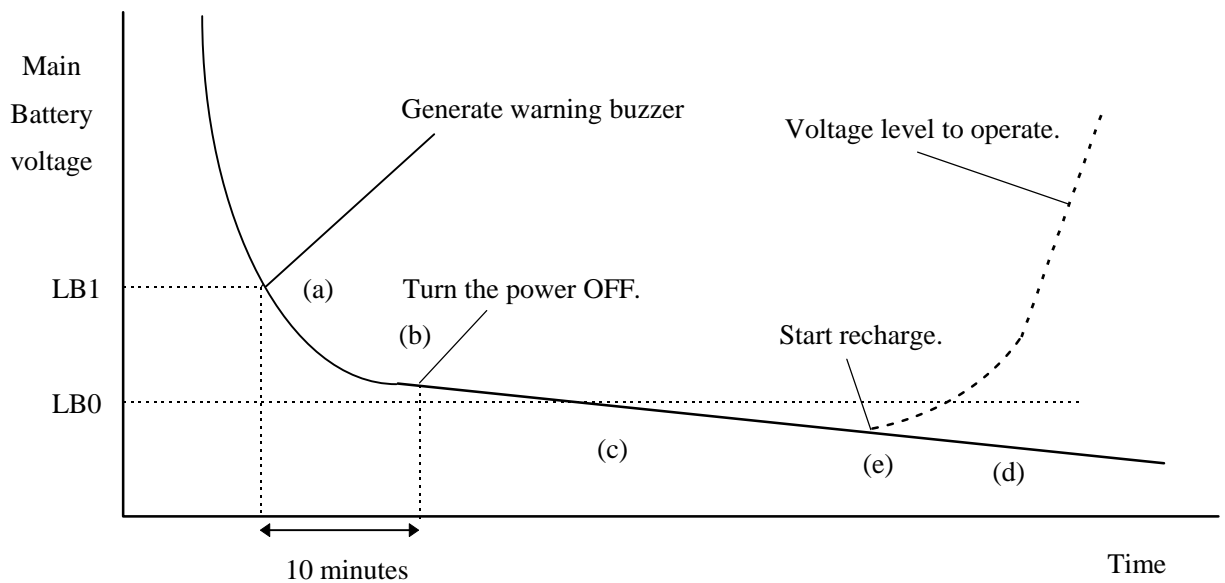 Main
Battery
voltage
Generate warning buzzer
Voltage level to operate.
LB1
(a)
Turn the power OFF.
(b)
Start recharge.
LB0
(c)
(e)
(d)
10 minutes
Time